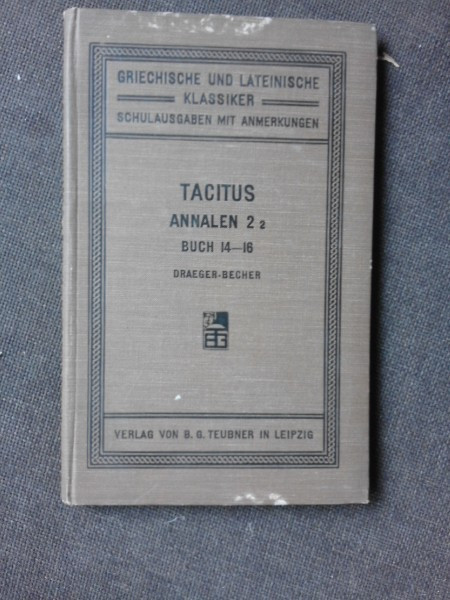 GRIECHISCHE UND LATEINISCHE
KLASSIKER
SCHULAUSGABEN MIT ANMERKUNGEN
TACITUS
ANNALEN 2 2
BUCH 14—16
DRAEGER-BECHER
VERLAG VON B. G. TEUBNER IN LEIPZIG